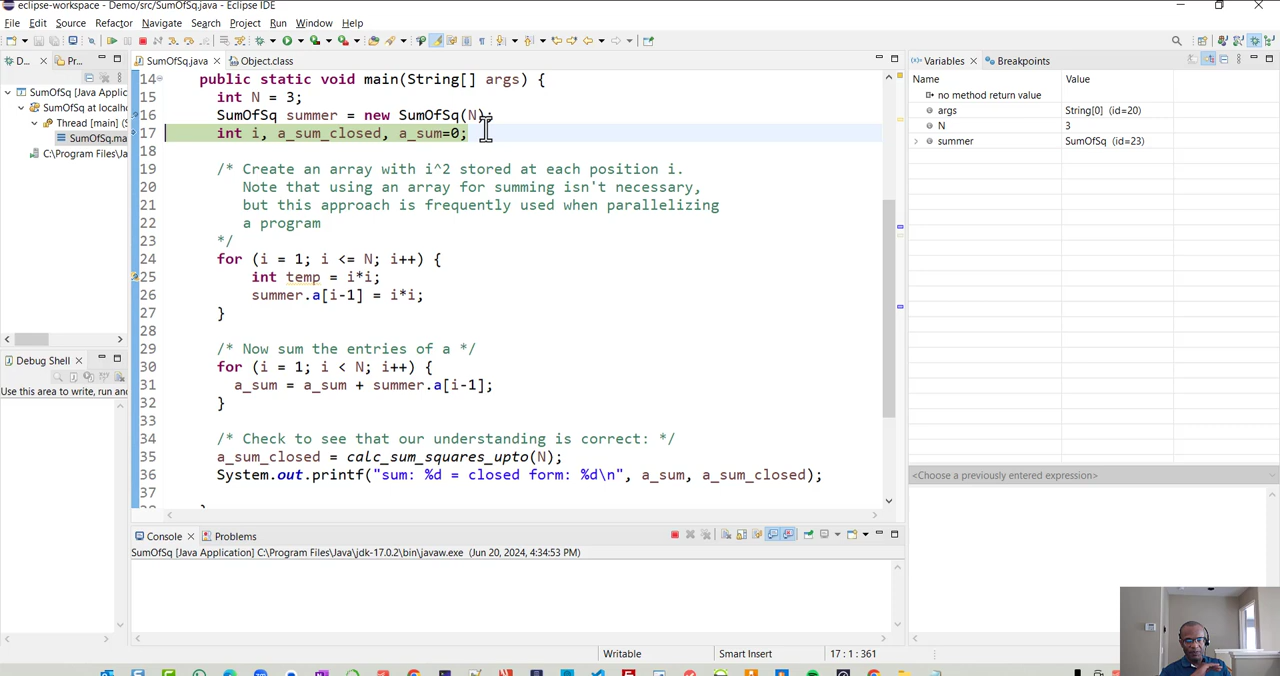 eclipse-workspace - Demo/src/SumOfSq.java - Eclipse IDE
File Edit Source Refactor Navigate Search Project Run Window Help
D... Pr...
SumOfSq [Java Applic
SumOfSq at localho
Thread [main] (S
SumOfSq.ma
C:\Program Files\Java
SumOfSq.java Object.class
14 public static void main(String[] args) {
15 int N = 3;
16 SumOfSq summer = new SumOfSq(N);
17 int i, a_sum_closed, a_sum=0;
18
19 /* Create an array with i^2 stored at each position i.
20 Note that using an array for summing isn't necessary,
21 but this approach is frequently used when parallelizing
22 a program
23 */
24 for (i = 1; i <= N; i++) {
25 int temp = i*i;
26 summer.a[i-1] = i*i;
27 }
28
29 /* Now sum the entries of a */
30 for (i = 1; i < N; i++) {
31 a_sum = a_sum + summer.a[i-1];
32 }
33
34 /* Check to see that our understanding is correct: */
35 a_sum_closed = calc_sum_squares_upto(N);
36 System.out.printf("sum: %d = closed form: %d\n", a_sum, a_sum_closed);
37
Variables Breakpoints
Name Value
no method return value
args String[0] (id=20)
N 3
summer SumOfSq (id=23)
<Choose a previously entered expression>
Debug Shell
Use this area to write, run and
Console Problems
SumOfSq [Java Application] C:\Program Files\Java\jdk-17.0.2\bin\javaw.exe (Jun 20, 2024, 4:34:53 PM)
Writable Smart Insert 17 : 1 : 361